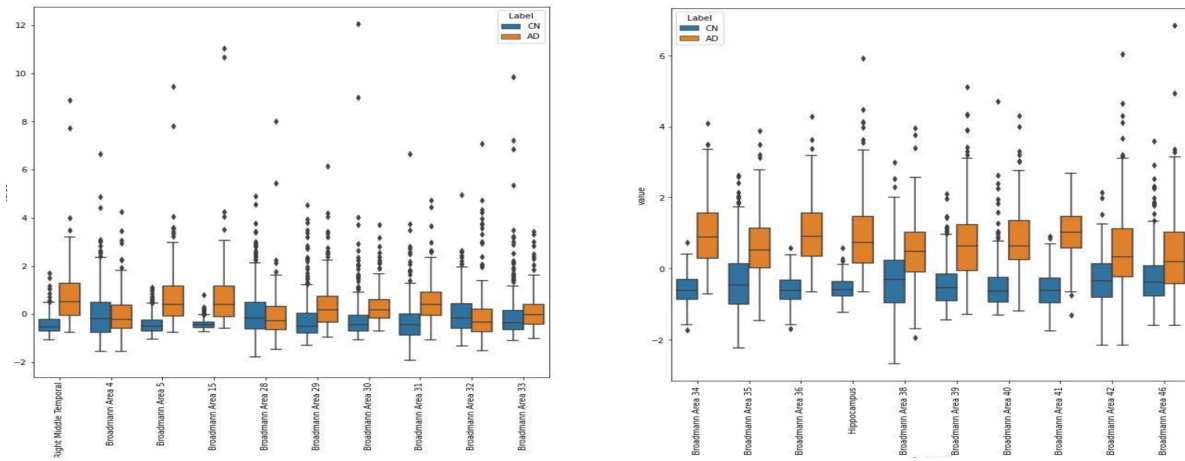 12
10
8
6
4
2
0
−2
Label
CN
AD
Right Middle Temporal
Broadmann Area 4
Broadmann Area 5
Broadmann Area 15
Broadmann Area 28
Broadmann Area 29
Broadmann Area 30
Broadmann Area 31
Broadmann Area 32
Broadmann Area 33
value
6
4
2
0
−2
Label
CN
AD
Broadmann Area 34
Broadmann Area 35
Broadmann Area 36
Hippocampus
Broadmann Area 38
Broadmann Area 39
Broadmann Area 40
Broadmann Area 41
Broadmann Area 42
Broadmann Area 46